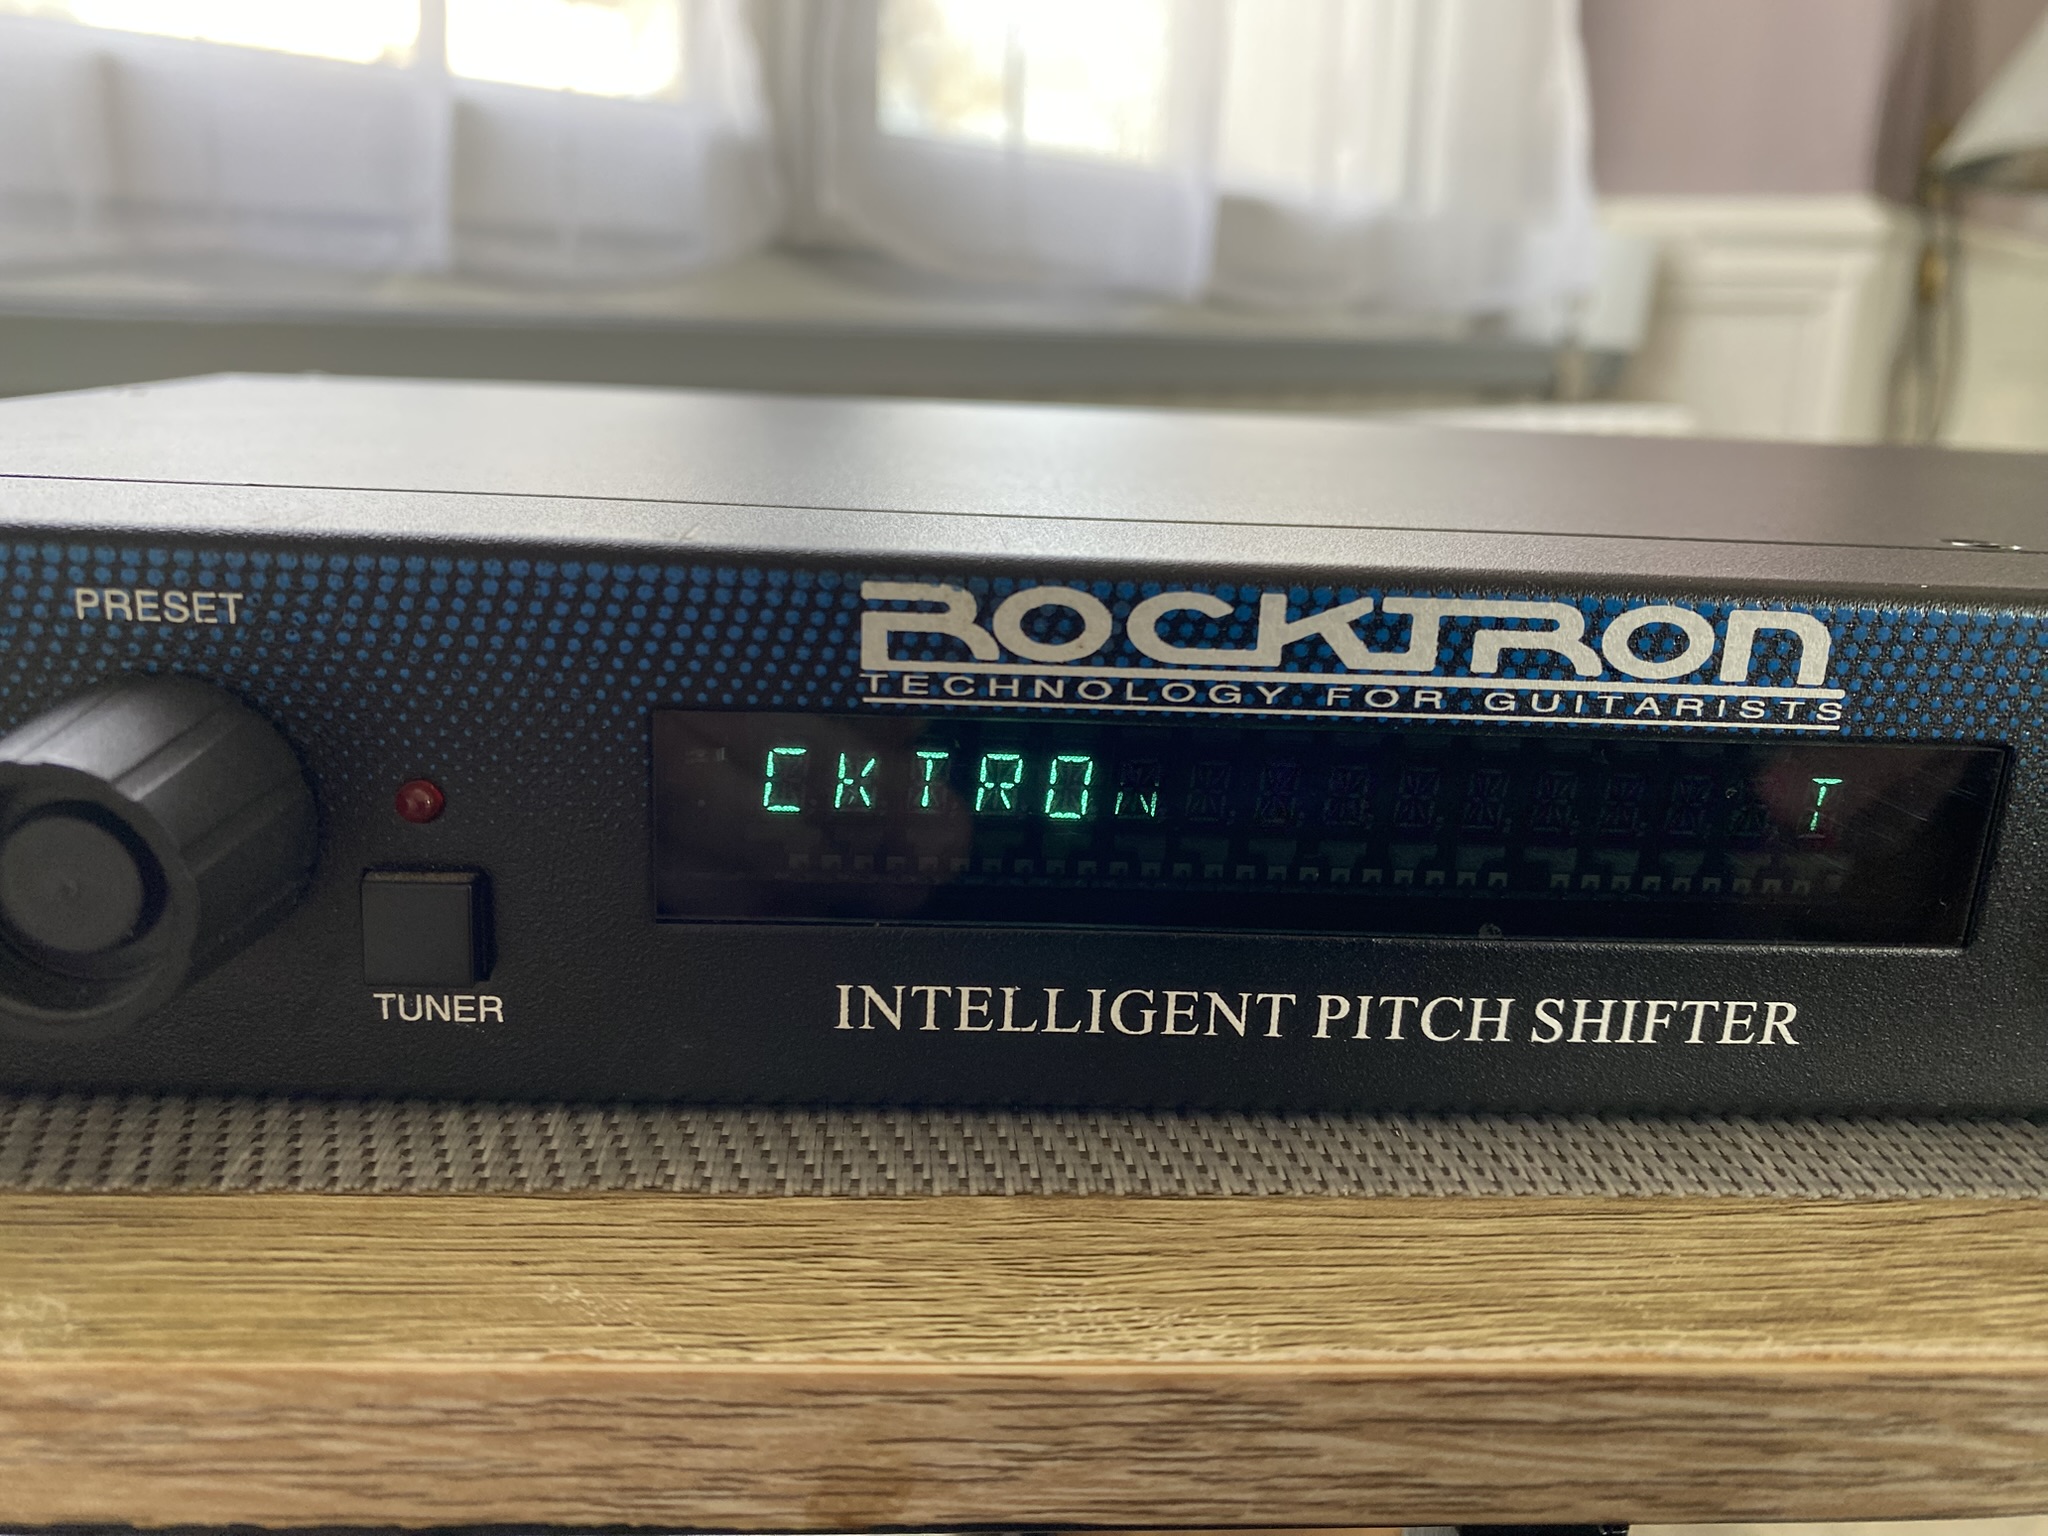 PRESET
ROCKTRON
TECHNOLOGY FOR GUITARISTS
CKTRON T
TUNER
INTELLIGENT PITCH SHIFTER